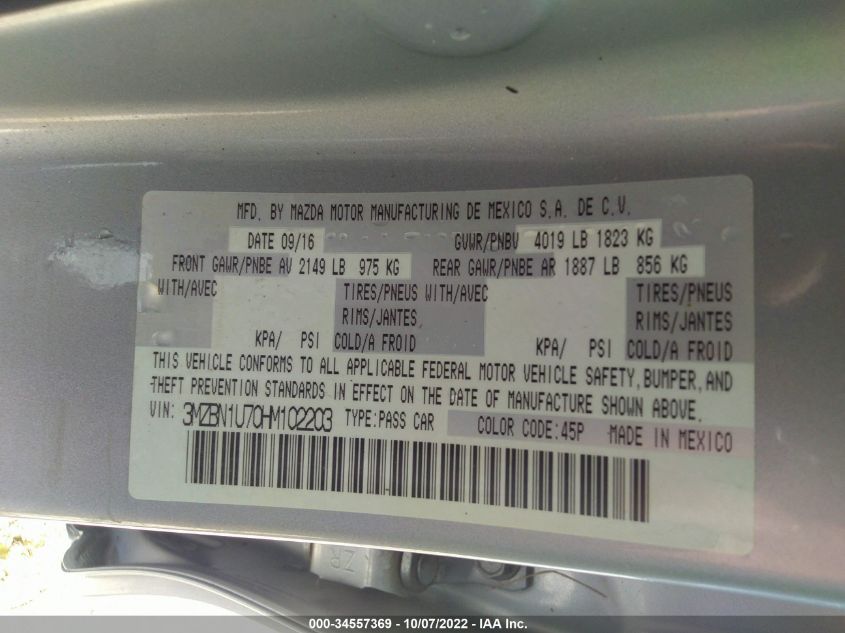 MFD. BY MAZDA MOTOR MANUFACTURING DE MEXICO S.A. DE C.V.
DATE 09/16 GVWR/PNBV 4019 LB 1823 KG
FRONT GAWR/PNBE AV 2149 LB 975 KG REAR GAWR/PNBE AR 1887 LB 856 KG
WITH/AVEC TIRES/PNEUS WITH/AVEC TIRES/PNEUS
RIMS/JANTES RIMS/JANTES
KPA/ PSI COLD/A FROID KPA/ PSI COLD/A FROID
THIS VEHICLE CONFORMS TO ALL APPLICABLE FEDERAL MOTOR VEHICLE SAFETY, BUMPER, AND
THEFT PREVENTION STANDARDS IN EFFECT ON THE DATE OF MANUFACTURE SHOWN ABOVE.
VIN: 3MZBN1U70HM102203 TYPE:PASS CAR COLOR CODE:45P MADE IN MEXICO
ZR
000-34557369 - 10/07/2022 - IAA Inc.